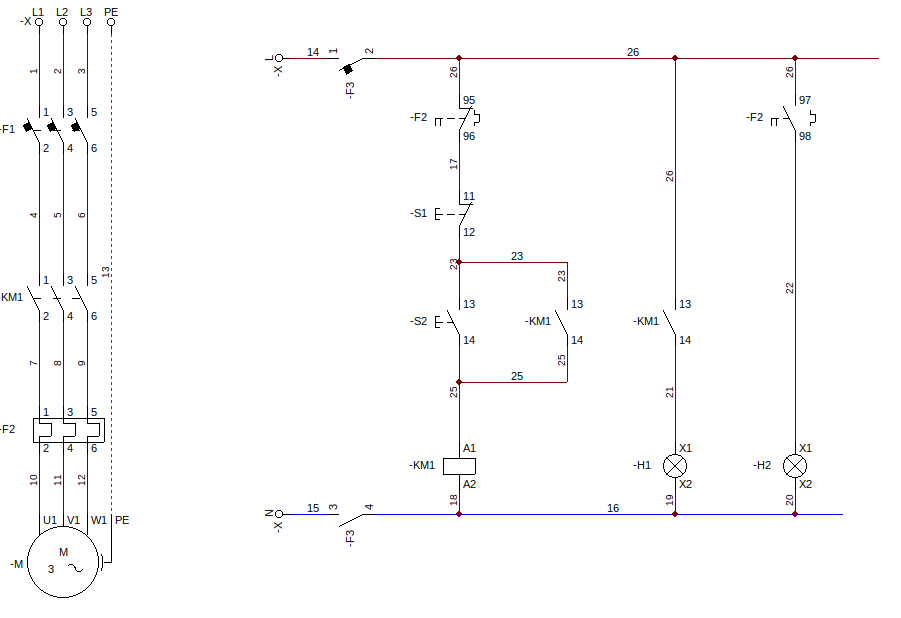 L1 L2 L3 PE
-X
1 2 3
1 3 5
-F1
2 4 6
4 5 6
13
1 3 5
-KM1
2 4 6
7 8 9
1 3 5
-F2
2 4 6
10 11 12
U1 V1 W1 PE
M
-M
3
L
-X
14
1
2
-F3
26
26
95
-F2
96
17
11
-S1
12
23
23
23
13
-S2
14
13
-KM1
14
25
25
25
A1
-KM1
A2
18
26
13
-KM1
14
21
X1
-H1
X2
19
26
97
-F2
98
22
X1
-H2
X2
20
N
-X
15
3
4
-F3
16